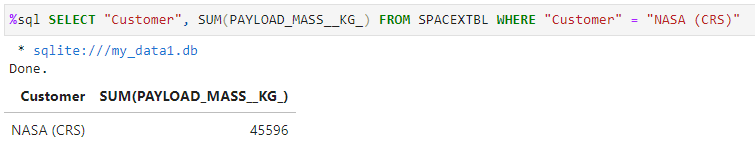 %sql SELECT "Customer", SUM(PAYLOAD_MASS__KG_) FROM SPACEXTBL WHERE "Customer" = "NASA (CRS)"
* sqlite:///my_data1.db
Done.
Customer SUM(PAYLOAD_MASS__KG_)
NASA (CRS) 45596